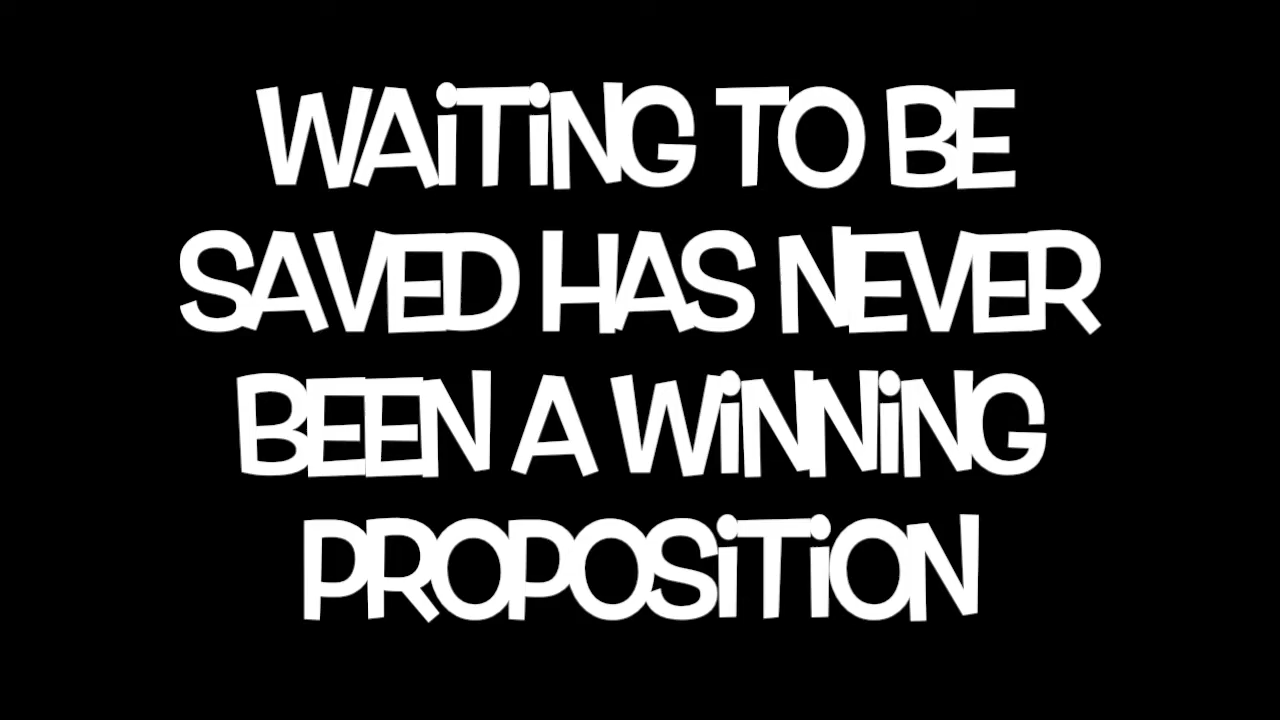 WAiTiNG TO BE
SAVED HAS NEVER
BEEN A WiNNiNG
PROPOSiTiON